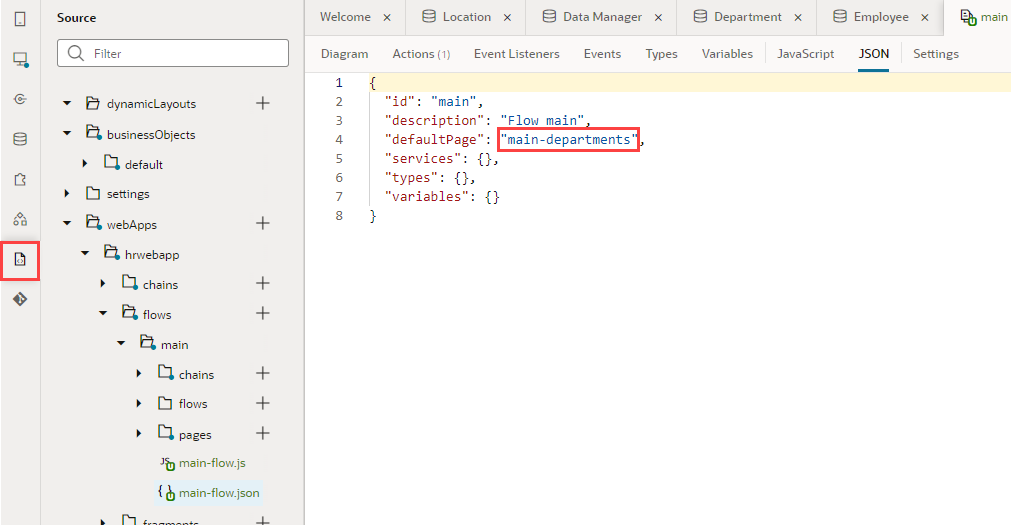 Source
Filter
dynamicLayouts
businessObjects
default
settings
webApps
hrwebapp
chains
flows
main
chains
flows
pages
JS main-flow.js
{ } main-flow.json
fragments
Welcome × Location × Data Manager × Department × Employee × main
Diagram Actions (1) Event Listeners Events Types Variables JavaScript JSON Settings
1 {
2 "id": "main",
3 "description": "Flow main",
4 "defaultPage": "main-departments",
5 "services": {},
6 "types": {},
7 "variables": {}
8 }